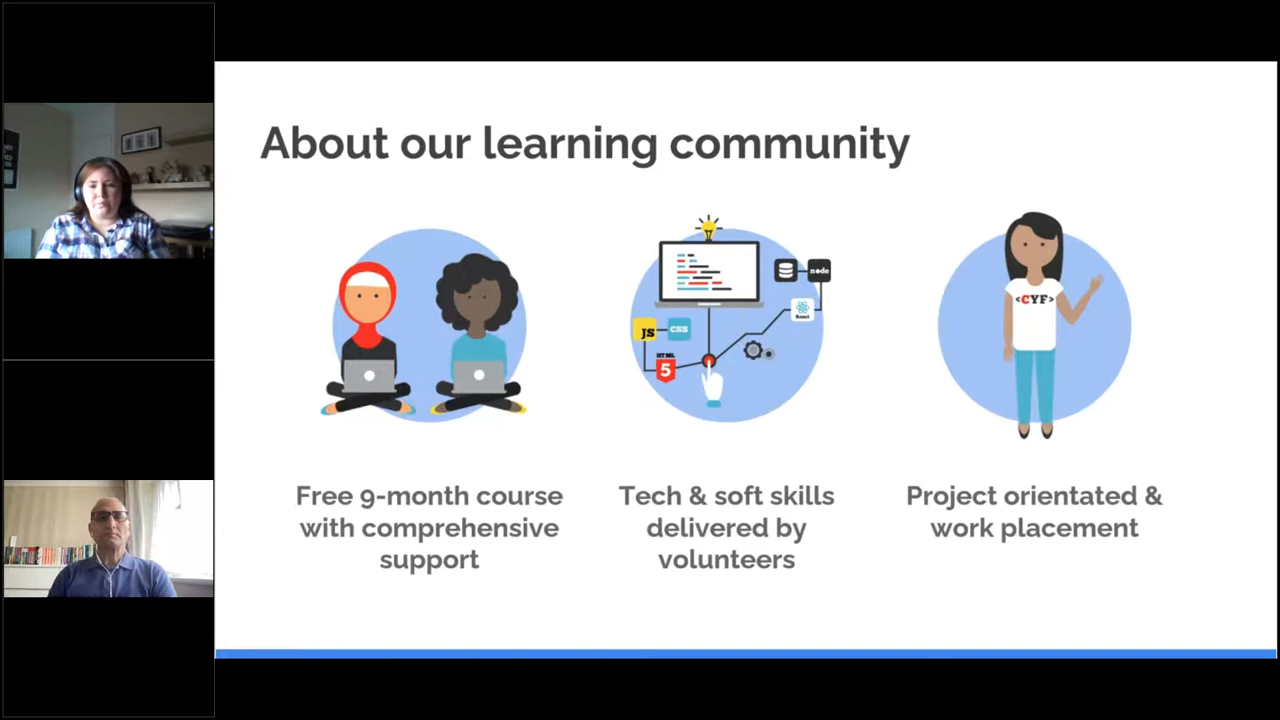 About our learning community
node
React
JS
CSS
HTML
5
<CYF>
Free 9-month course
with comprehensive
support
Tech & soft skills
delivered by
volunteers
Project orientated &
work placement